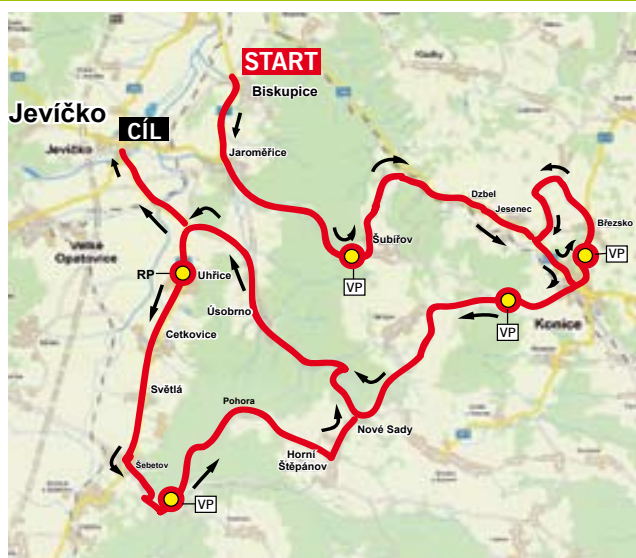 START
Biskupice
Jevíčko
CÍL
Jevíčko
Jaroměřice
Kladky
Dzbel
Jesenec
Březsko
VP
Šubířov
VP
Velké
Opatovice
RP
Uhřice
VP
Konice
Úsobrno
Cetkovice
Světlá
Pohora
Nové Sady
Horní
Štěpánov
Šebetov
VP